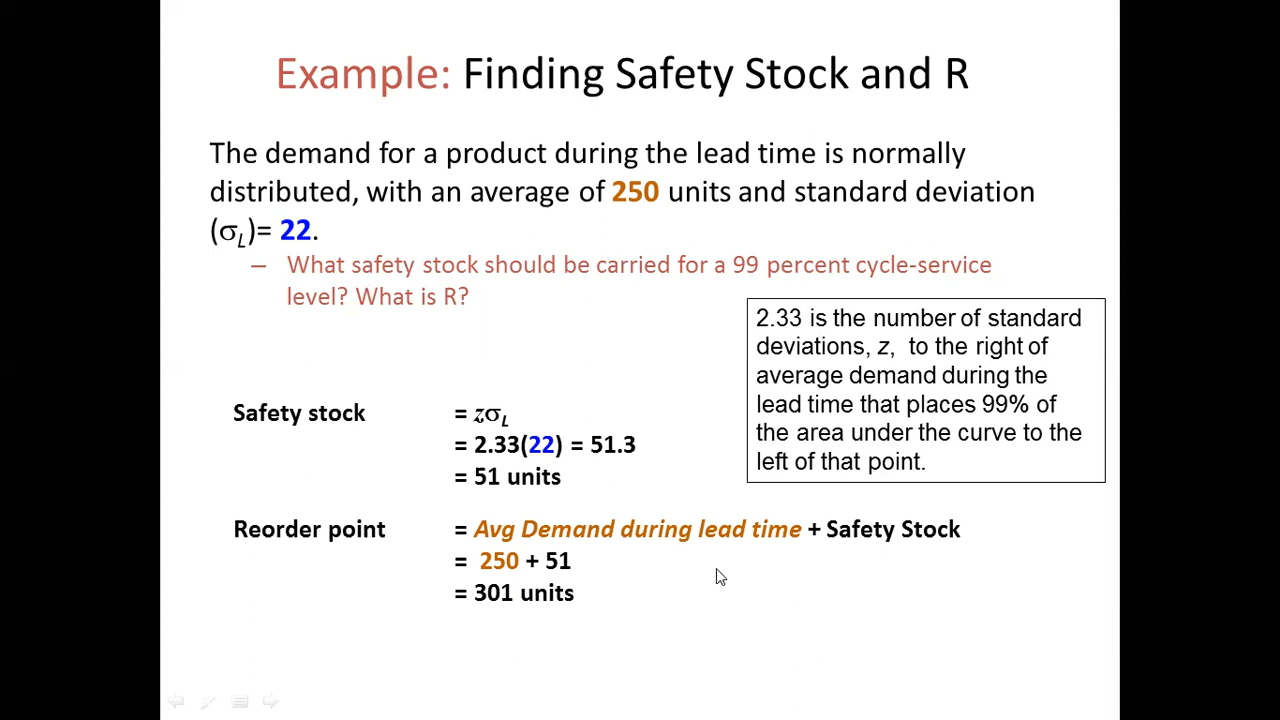 Example: Finding Safety Stock and R
The demand for a product during the lead time is normally
distributed, with an average of 250 units and standard deviation
(σL)= 22.
– What safety stock should be carried for a 99 percent cycle-service
level? What is R?
2.33 is the number of standard
deviations, z, to the right of
average demand during the
lead time that places 99% of
the area under the curve to the
left of that point.
Safety stock = zσL
= 2.33(22) = 51.3
= 51 units
Reorder point = Avg Demand during lead time + Safety Stock
= 250 + 51
= 301 units